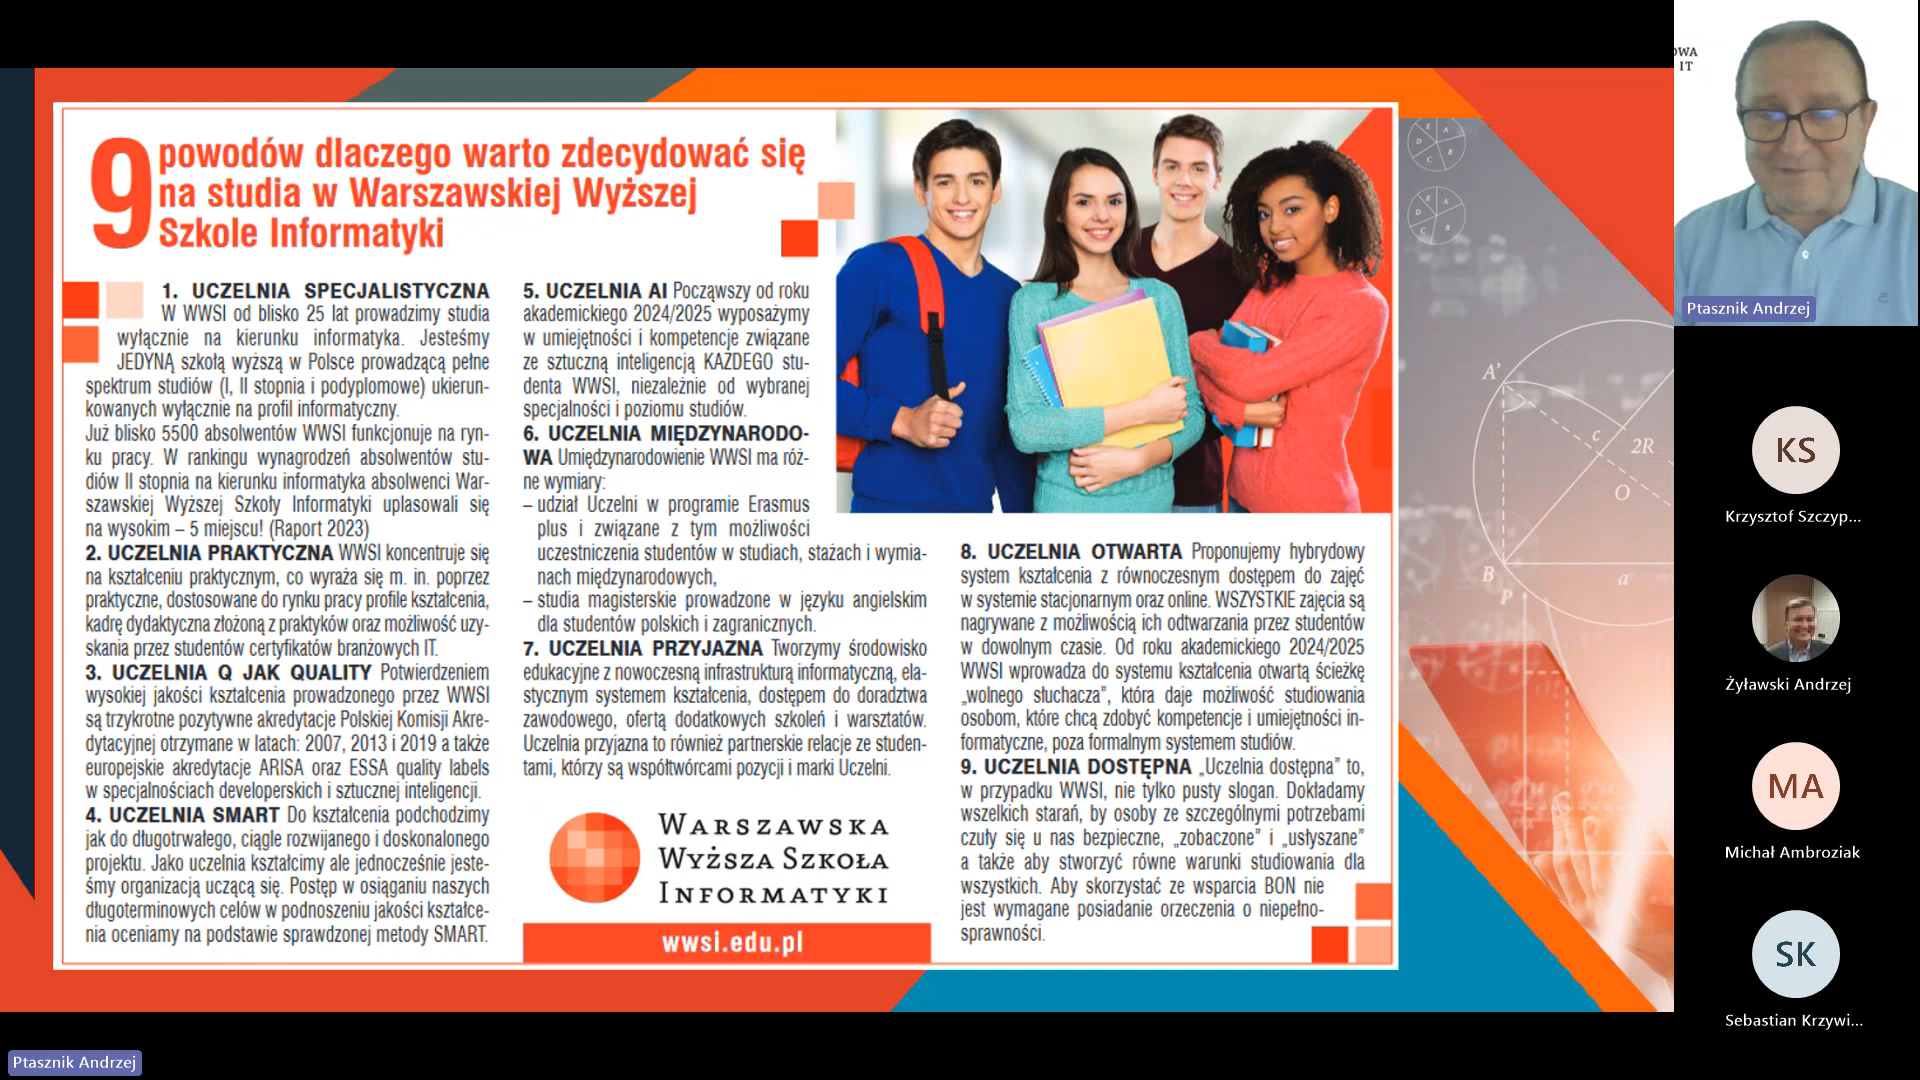 9 powodów dlaczego warto zdecydować się
na studia w Warszawskiej Wyższej
Szkole Informatyki
1. UCZELNIA SPECJALISTYCZNA
W WWSI od blisko 25 lat prowadzimy studia
wyłącznie na kierunku informatyka. Jesteśmy
JEDYNĄ szkołą wyższą w Polsce prowadzącą pełne
spektrum studiów (I, II stopnia i podyplomowe) ukierun-
kowanych wyłącznie na profil informatyczny.
Już blisko 5500 absolwentów WWSI funkcjonuje na ryn-
ku pracy. W rankingu wynagrodzeń absolwentów stu-
diów II stopnia na kierunku informatyka absolwenci War-
szawskiej Wyższej Szkoły Informatyki uplasowali się
na wysokim – 5 miejscu! (Raport 2023)
2. UCZELNIA PRAKTYCZNA WWSI koncentruje się
na kształceniu praktycznym, co wyraża się m. in. poprzez
praktyczne, dostosowane do rynku pracy profile kształcenia,
kadrę dydaktyczną złożoną z praktyków oraz możliwość uzy-
skania przez studentów certyfikatów branżowych IT.
3. UCZELNIA Q JAK QUALITY Potwierdzeniem
wysokiej jakości kształcenia prowadzonego przez WWSI
są trzykrotne pozytywne akredytacje Polskiej Komisji Akre-
dytacyjnej otrzymane w latach: 2007, 2013 i 2019 a także
europejskie akredytacje ARISA oraz ESSA quality labels
w specjalnościach developerskich i sztucznej inteligencji.
4. UCZELNIA SMART Do kształcenia podchodzimy
jak do długotrwałego, ciągle rozwijanego i doskonalonego
projektu. Jako uczelnia kształcimy ale jednocześnie jeste-
śmy organizacją uczącą się. Postęp w osiąganiu naszych
długoterminowych celów w podnoszeniu jakości kształce-
nia oceniamy na podstawie sprawdzonej metody SMART.
5. UCZELNIA AI Począwszy od roku
akademickiego 2024/2025 wyposażymy
w umiejętności i kompetencje związane
ze sztuczną inteligencją KAŻDEGO stu-
denta WWSI, niezależnie od wybranej
specjalności i poziomu studiów.
6. UCZELNIA MIĘDZYNARODO-
WA Umiędzynarodowienie WWSI ma róż-
ne wymiary:
– udział Uczelni w programie Erasmus
plus i związane z tym możliwości
uczestniczenia studentów w studiach, stażach i wymia-
nach międzynarodowych,
– studia magisterskie prowadzone w języku angielskim
dla studentów polskich i zagranicznych.
7. UCZELNIA PRZYJAZNA Tworzymy środowisko
edukacyjne z nowoczesną infrastrukturą informatyczną, ela-
stycznym systemem kształcenia, dostępem do doradztwa
zawodowego, ofertą dodatkowych szkoleń i warsztatów.
Uczelnia przyjazna to również partnerskie relacje ze studen-
tami, którzy są współtwórcami pozycji i marki Uczelni.
WARSZAWSKA
WYŻSZA SZKOŁA
INFORMATYKI
wwsi.edu.pl
8. UCZELNIA OTWARTA Proponujemy hybrydowy
system kształcenia z równoczesnym dostępem do zajęć
w systemie stacjonarnym oraz online. WSZYSTKIE zajęcia są
nagrywane z możliwością ich odtwarzania przez studentów
w dowolnym czasie. Od roku akademickiego 2024/2025
WWSI wprowadza do systemu kształcenia otwartą ścieżkę
„wolnego słuchacza”, która daje możliwość studiowania
osobom, które chcą zdobyć kompetencje i umiejętności in-
formatyczne, poza formalnym systemem studiów.
9. UCZELNIA DOSTĘPNA „Uczelnia dostępna” to,
w przypadku WWSI, nie tylko pusty slogan. Dokładamy
wszelkich starań, by osoby ze szczególnymi potrzebami
czuły się u nas bezpieczne, „zobaczone” i „usłyszane”
a także aby stworzyć równe warunki studiowania dla
wszystkich. Aby skorzystać ze wsparcia BON nie
jest wymagane posiadanie orzeczenia o niepełno-
sprawności.
A'
c
2R
O
B
a
P
OWA
IT
Ptasznik Andrzej
KS
Krzysztof Szczyp...
Żyławski Andrzej
MA
Michał Ambroziak
SK
Sebastian Krzywi...
Ptasznik Andrzej